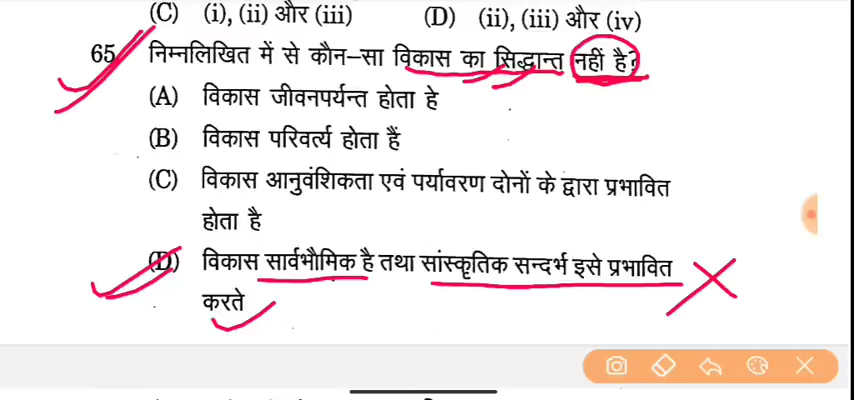 (C) (i), (ii) और (iii) (D) (ii), (iii) और (iv)
65 निम्नलिखित में से कौन-सा विकास का सिद्धान्त नहीं है?
(A) विकास जीवनपर्यन्त होता हे
(B) विकास परिवर्त्य होता हैं
(C) विकास आनुवंशिकता एवं पर्यावरण दोनों के द्वारा प्रभावित
होता है
(D) विकास सार्वभौमिक है तथा सांस्कृतिक सन्दर्भ इसे प्रभावित
करते